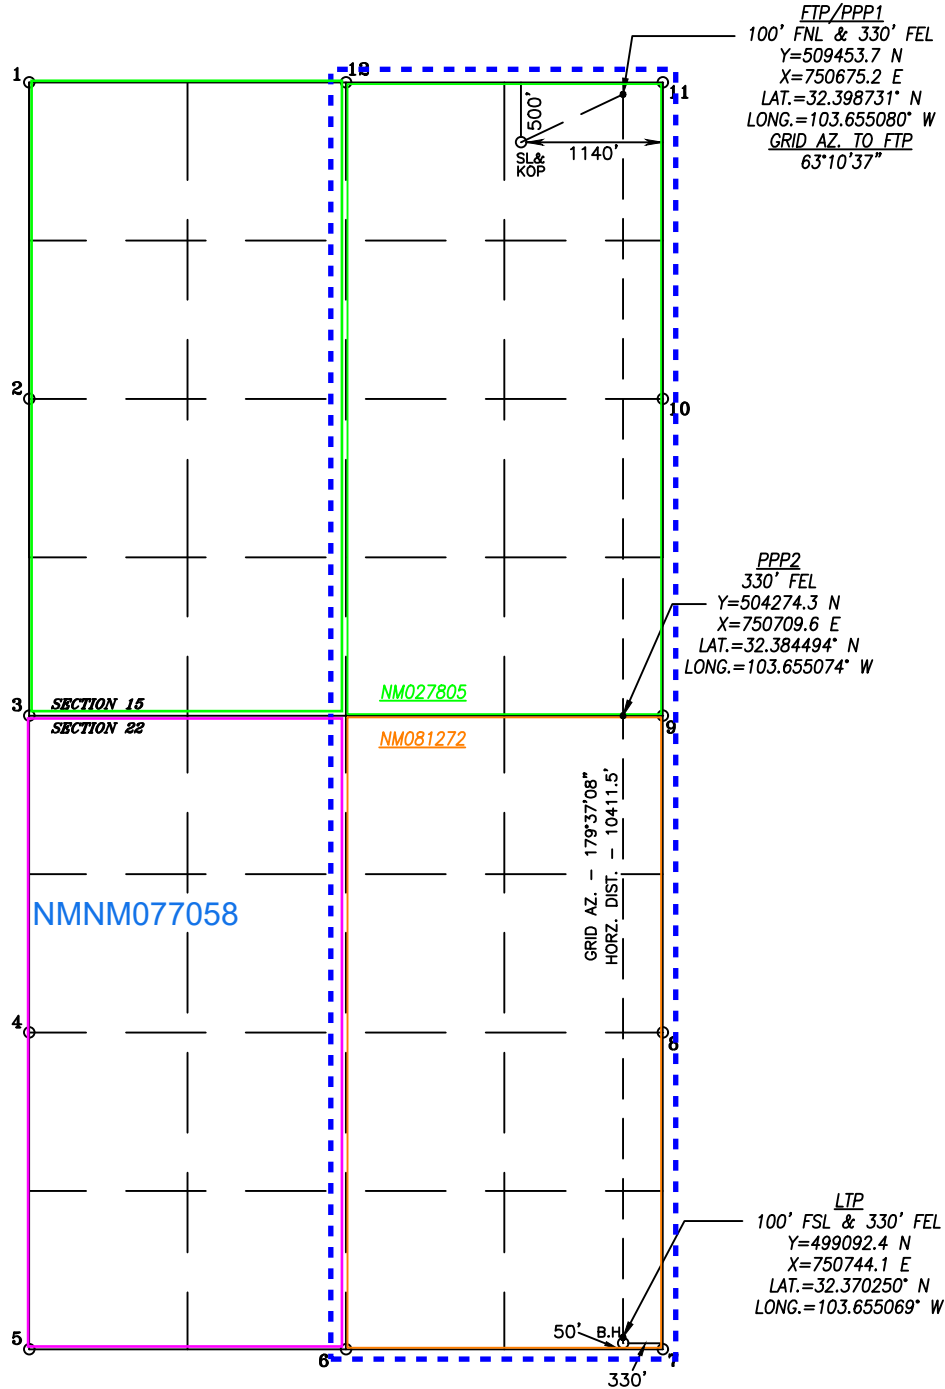 FTP/PPP1
100' FNL & 330' FEL
Y=509453.7 N
X=750675.2 E
LAT.=32.398731° N
LONG.=103.655080° W
GRID AZ. TO FTP
63°10'37"
1
11
500'
1140'
SL&
KOP
2
10
PPP2
330' FEL
Y=504274.3 N
X=750709.6 E
LAT.=32.384494° N
LONG.=103.655074° W
NM027805
3
SECTION 15
SECTION 22
9
NM081272
GRID AZ. – 179°37'08"
HORZ. DIST. – 10411.5'
NMNM077058
4
8
LTP
100' FSL & 330' FEL
Y=499092.4 N
X=750744.1 E
LAT.=32.370250° N
LONG.=103.655069° W
5
50'
B.H.
6
7
330'